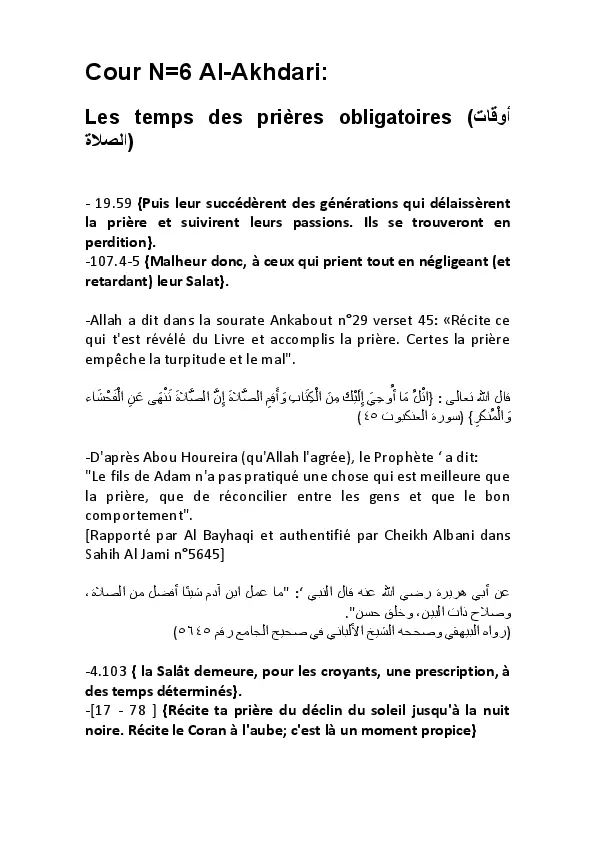 Cour N=6 Al-Akhdari:
Les temps des prières obligatoires (أوقات
الصلاة)
- 19.59 {Puis leur succédèrent des générations qui délaissèrent
la prière et suivirent leurs passions. Ils se trouveront en
perdition}.
-107.4-5 {Malheur donc, à ceux qui prient tout en négligeant (et
retardant) leur Salat}.
-Allah a dit dans la sourate Ankabout n°29 verset 45: «Récite ce
qui t'est révélé du Livre et accomplis la prière. Certes la prière
empêche la turpitude et le mal".
قال الله تعالى : {اتْلُ مَا أُوحِيَ إِلَيْكَ مِنَ الْكِتَابِ وَأَقِمِ الصَّلَاةَ إِنَّ الصَّلَاةَ تَنْهَى عَنِ الْفَحْشَاء
وَالْمُنكَرِ} (سورة العنكبوت ٤٥)
-D'après Abou Houreira (qu'Allah l'agrée), le Prophète ‘ a dit:
"Le fils de Adam n'a pas pratiqué une chose qui est meilleure que
la prière, que de réconcilier entre les gens et que le bon
comportement".
[Rapporté par Al Bayhaqi et authentifié par Cheikh Albani dans
Sahih Al Jami n°5645]
عن أبي هريرة رضي الله عنه قال النبي ‘: "ما عمل ابن آدم شيئا أفضل من الصلاة ،
وصلاح ذات البين ، وخلق حسن".
(رواه البيهقي وصححه الشيخ الألباني في صحيح الجامع رقم ٥٦٤٥)
-4.103 { la Salât demeure, pour les croyants, une prescription, à
des temps déterminés}.
-[17 - 78 ] {Récite ta prière du déclin du soleil jusqu'à la nuit
noire. Récite le Coran à l'aube; c'est là un moment propice}